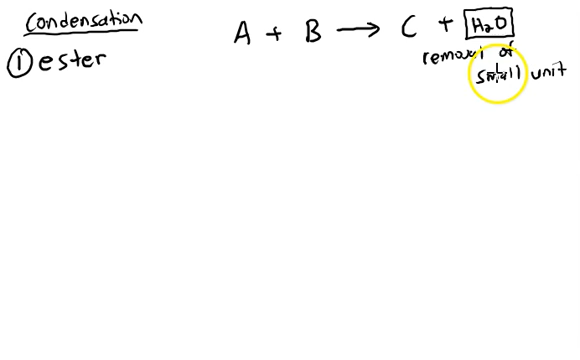 Condensation
A + B → C + H₂O
① ester
removal of
small unit